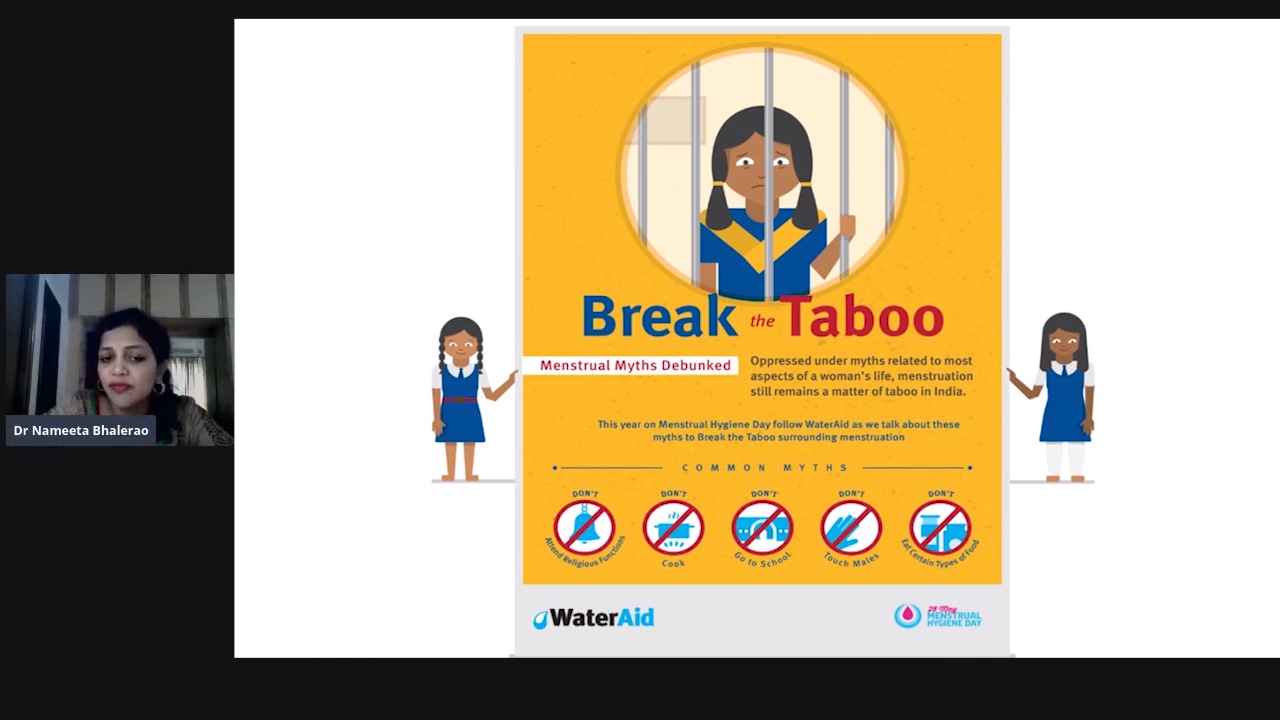 Dr Nameeta Bhalerao
Break the Taboo
Menstrual Myths Debunked
Oppressed under myths related to most
aspects of a woman's life, menstruation
still remains a matter of taboo in India.
This year on Menstrual Hygiene Day follow WaterAid as we talk about these
myths to Break the Taboo surrounding menstruation
COMMON MYTHS
DON'T
Attend Religious Functions
DON'T
Cook
DON'T
Go to School
DON'T
Touch Males
DON'T
Eat Certain Types of Food
WaterAid
28 May
MENSTRUAL
HYGIENE DAY